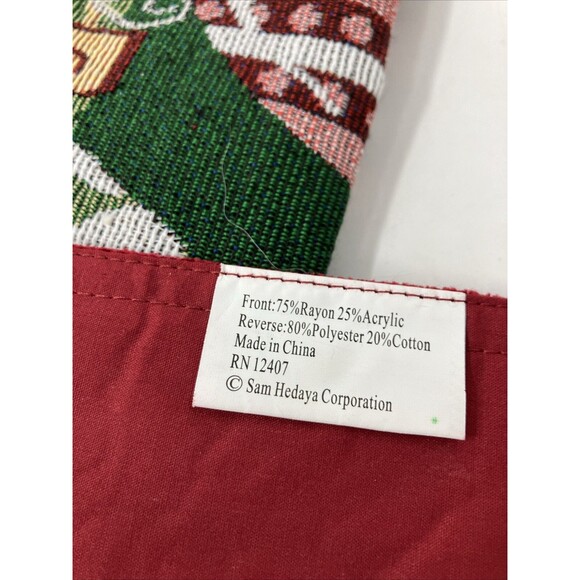 Front:75%Rayon 25%Acrylic
Reverse:80%Polyester 20%Cotton
Made in China
RN 12407
© Sam Hedaya Corporation